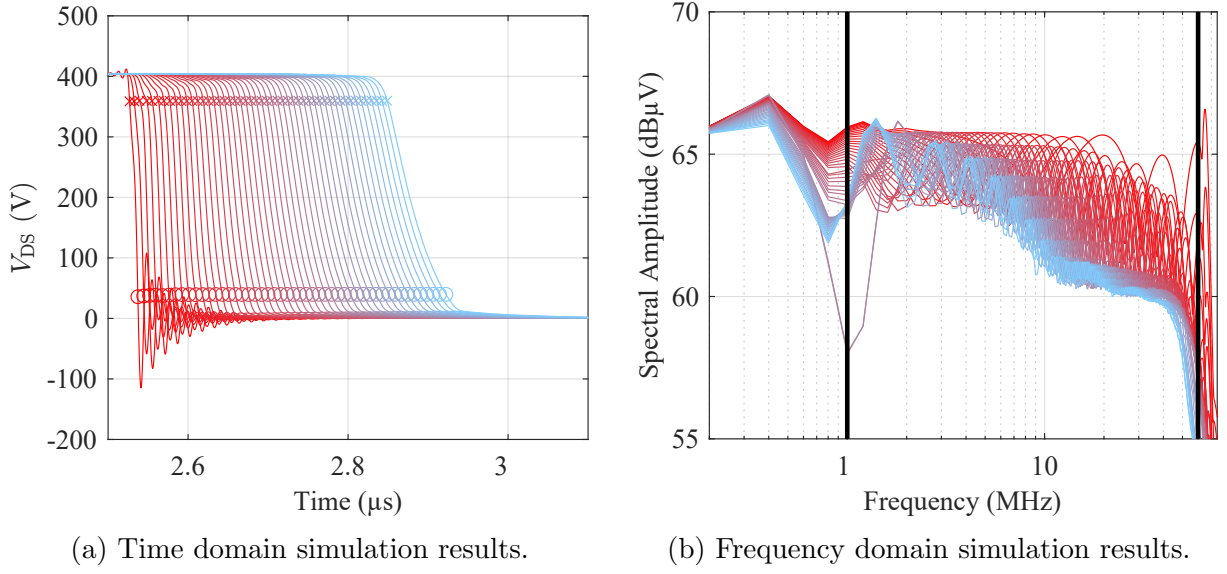 500
400
300
200
100
0
-100
-200
V_DS (V)
2.6
2.8
3
Time (µs)
(a) Time domain simulation results.
70
65
60
55
Spectral Amplitude (dBµV)
1
10
Frequency (MHz)
(b) Frequency domain simulation results.